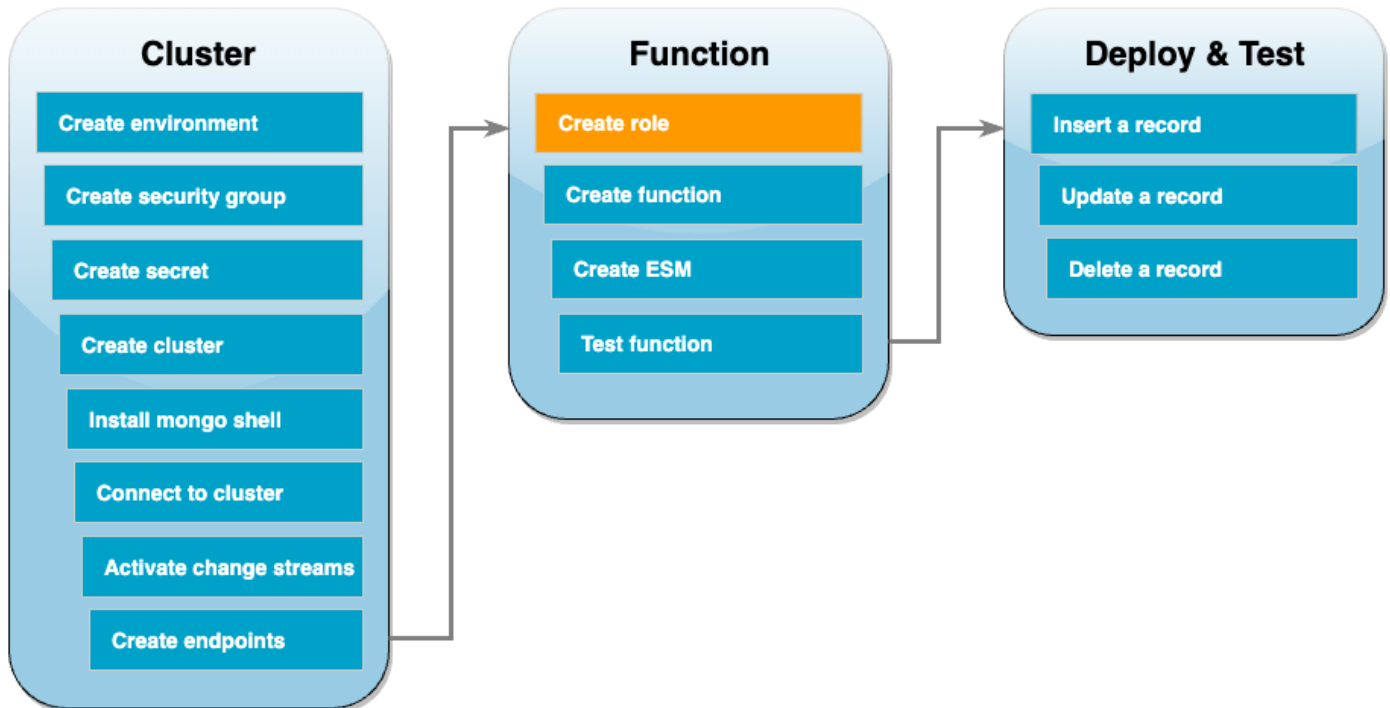 Cluster
Create environment
Create security group
Create secret
Create cluster
Install mongo shell
Connect to cluster
Activate change streams
Create endpoints
Function
Create role
Create function
Create ESM
Test function
Deploy & Test
Insert a record
Update a record
Delete a record